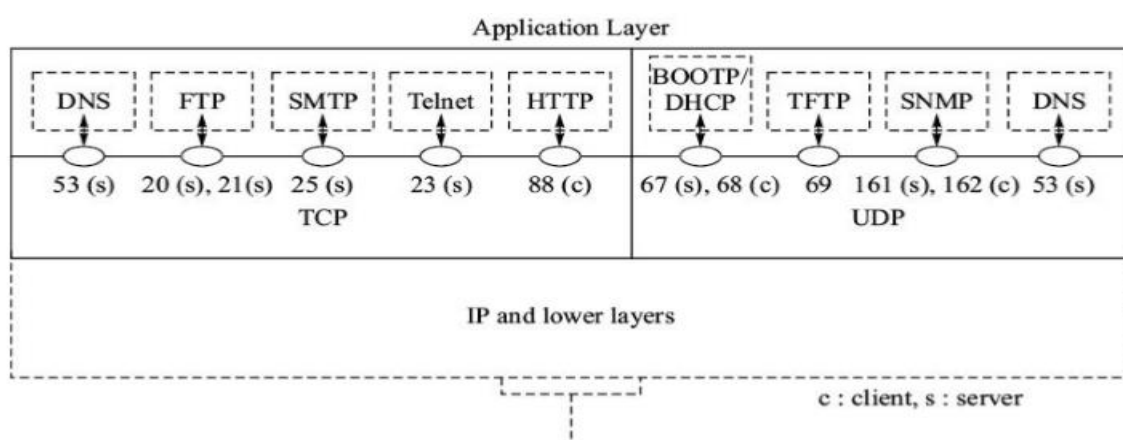 Application Layer
DNS FTP SMTP Telnet HTTP BOOTP/ DHCP TFTP SNMP DNS
53 (s) 20 (s), 21(s) 25 (s) 23 (s) 88 (c) 67 (s), 68 (c) 69 161 (s), 162 (c) 53 (s)
TCP UDP
IP and lower layers
c : client, s : server